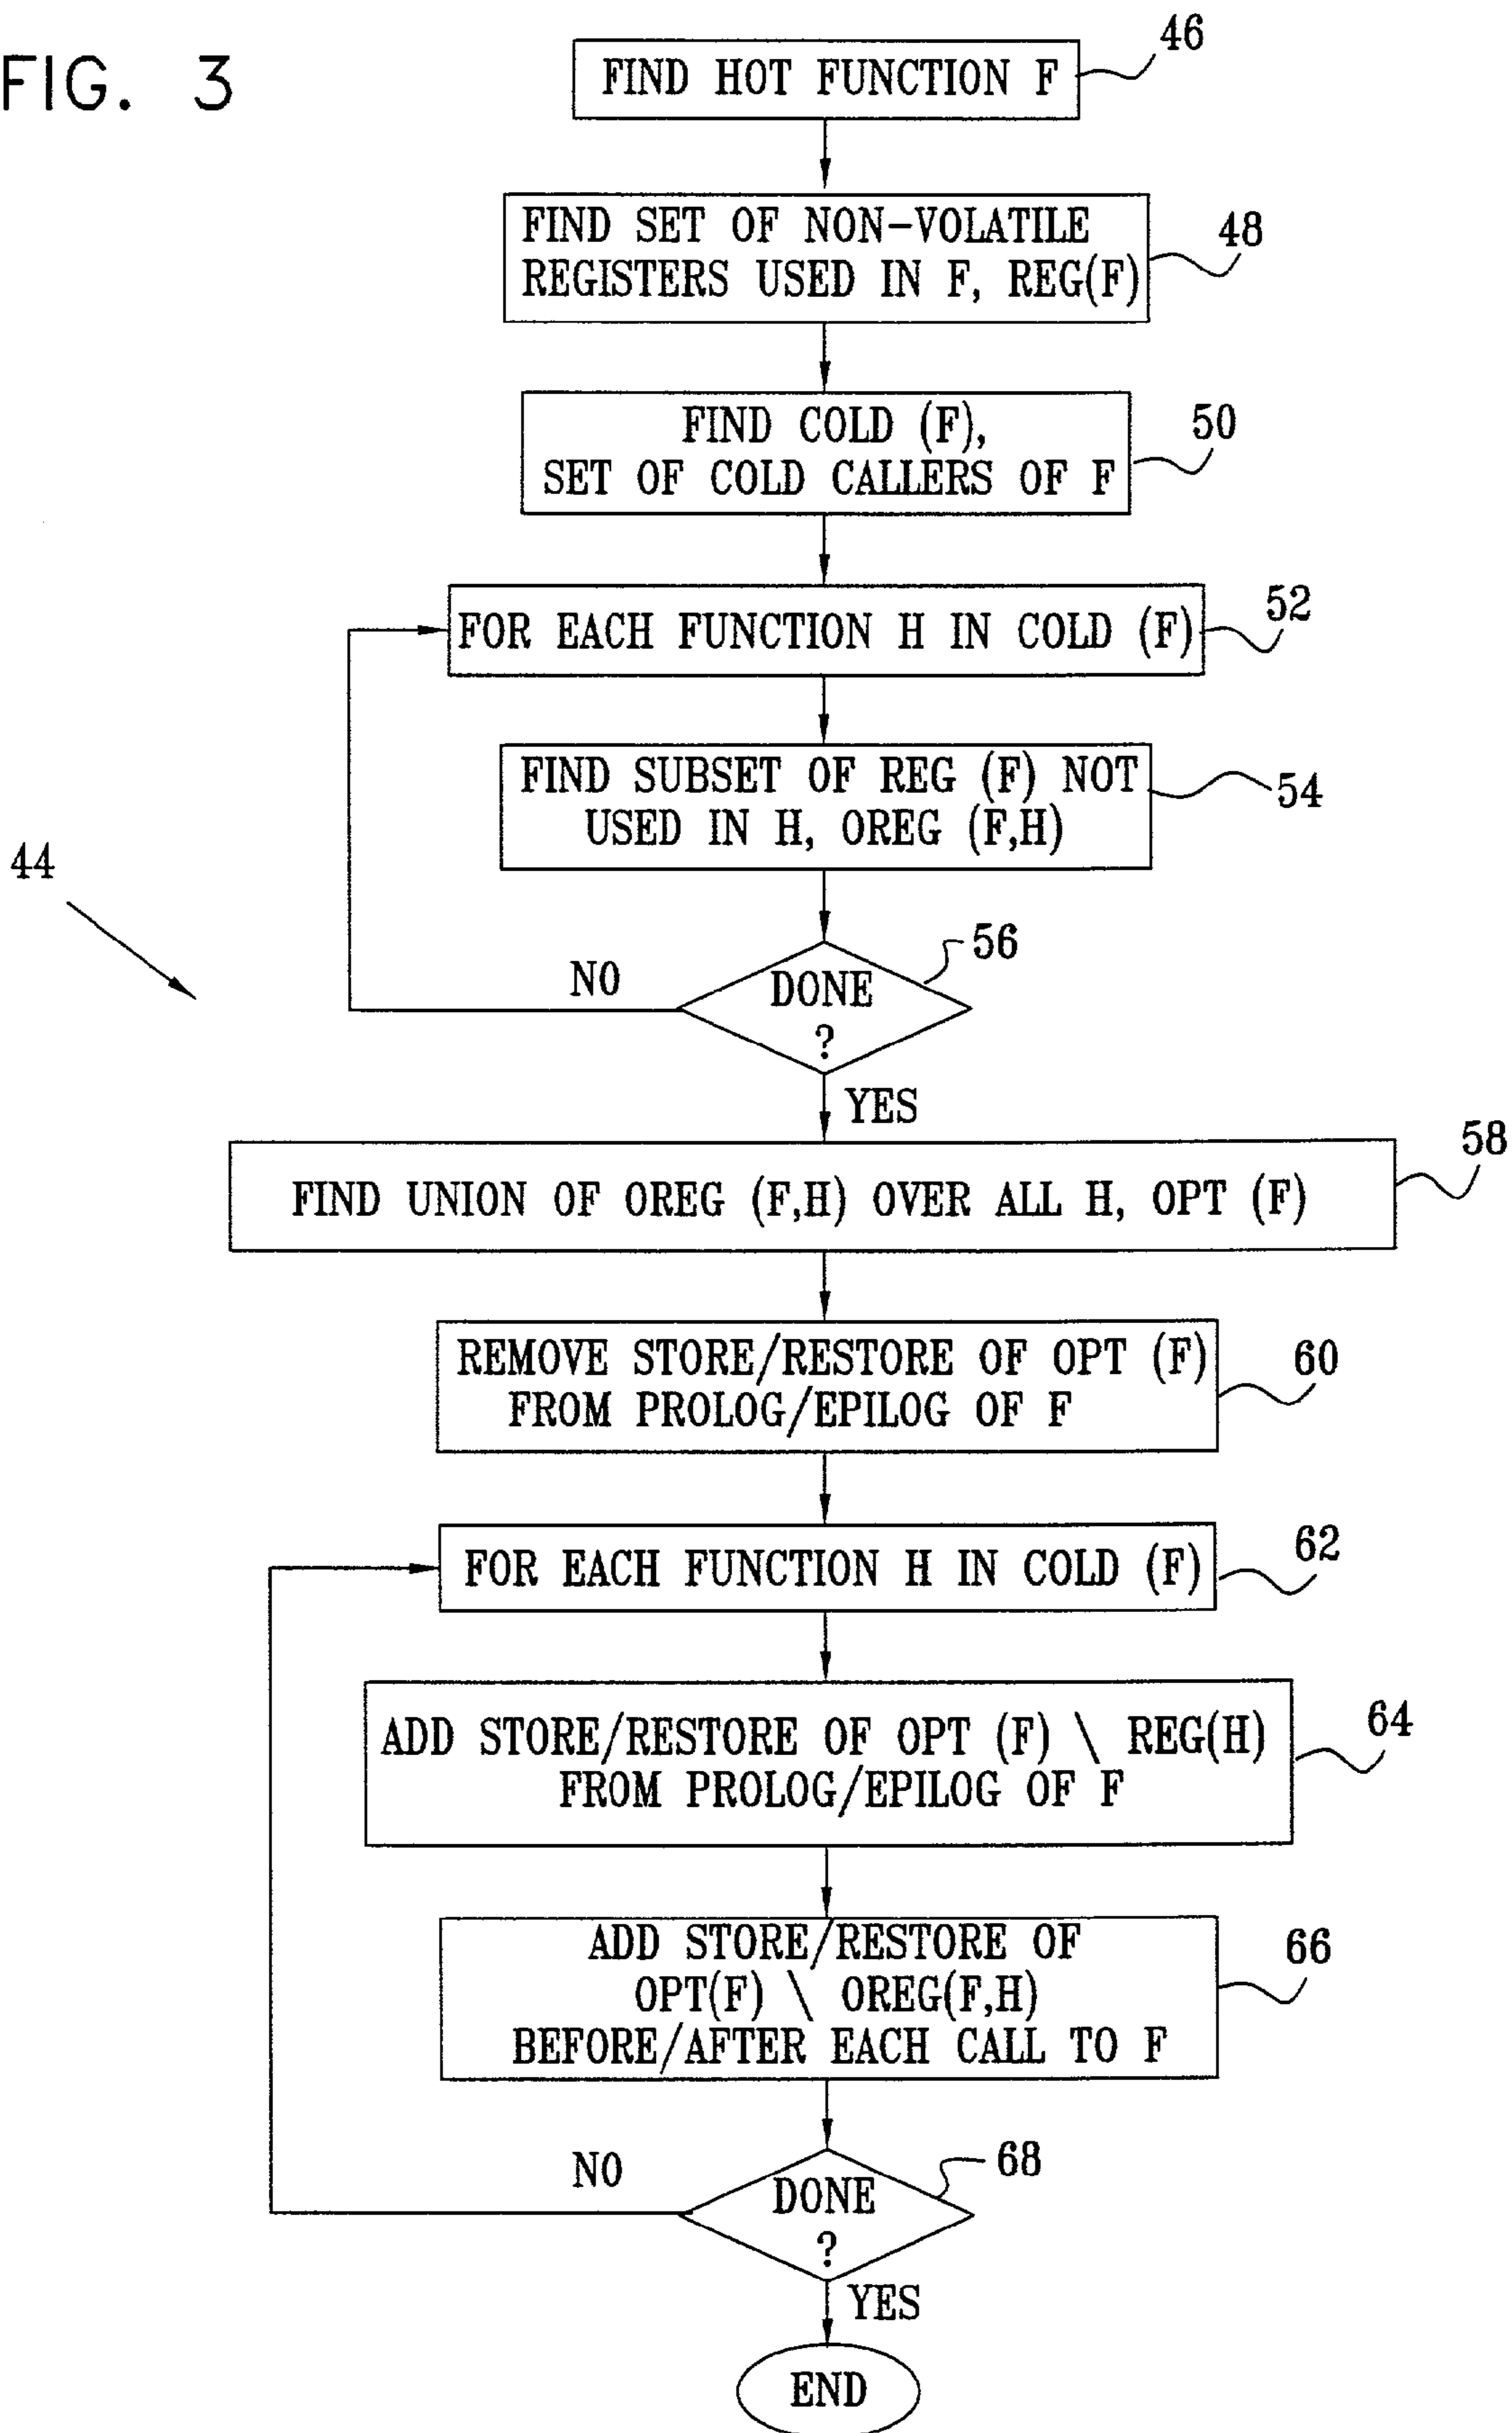 FIG. 3
FIND HOT FUNCTION F
46
FIND SET OF NON-VOLATILE
REGISTERS USED IN F, REG(F)
48
FIND COLD (F),
SET OF COLD CALLERS OF F
50
FOR EACH FUNCTION H IN COLD (F)
52
FIND SUBSET OF REG (F) NOT
USED IN H, OREG (F,H)
54
44
DONE
?
56
NO
YES
FIND UNION OF OREG (F,H) OVER ALL H, OPT (F)
58
REMOVE STORE/RESTORE OF OPT (F)
FROM PROLOG/EPILOG OF F
60
FOR EACH FUNCTION H IN COLD (F)
62
ADD STORE/RESTORE OF OPT (F) \ REG(H)
FROM PROLOG/EPILOG OF F
64
ADD STORE/RESTORE OF
OPT(F) \ OREG(F,H)
BEFORE/AFTER EACH CALL TO F
66
DONE
?
68
NO
YES
END